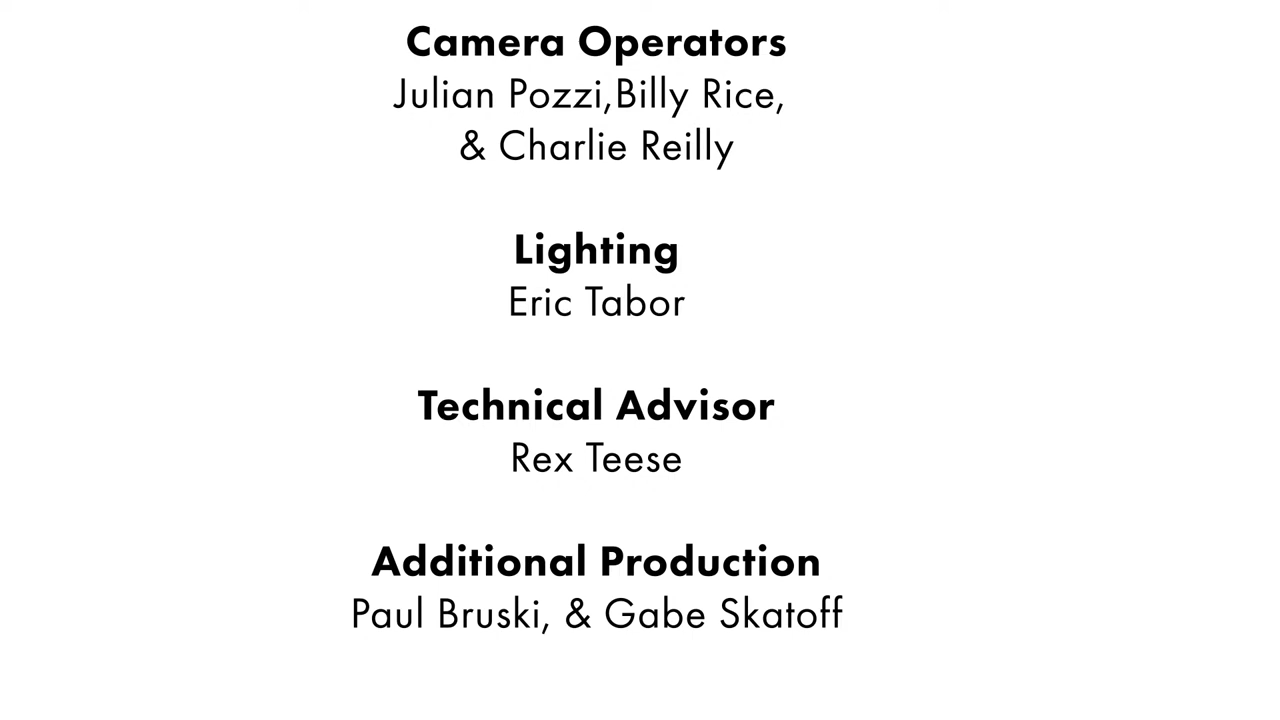 Camera Operators
Julian Pozzi,Billy Rice,
& Charlie Reilly
Lighting
Eric Tabor
Technical Advisor
Rex Teese
Additional Production
Paul Bruski, & Gabe Skatoff